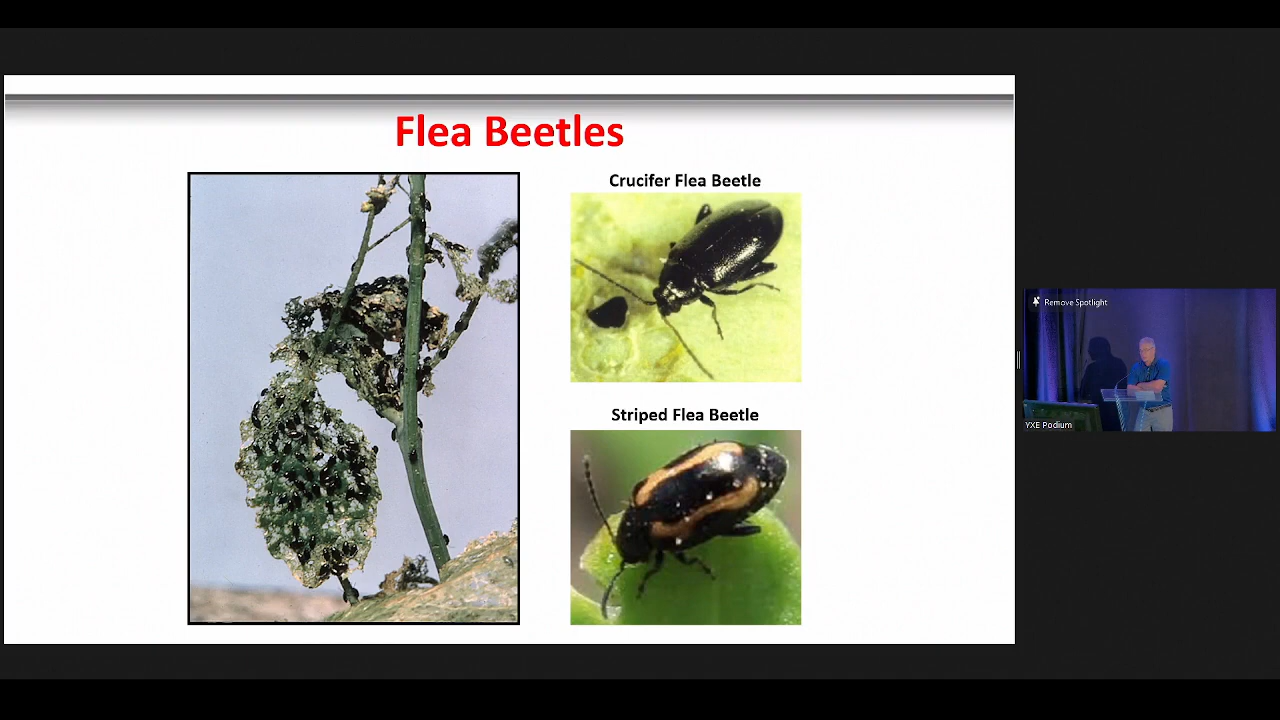 Flea Beetles
Crucifer Flea Beetle
Striped Flea Beetle
Remove Spotlight
YXE Podium